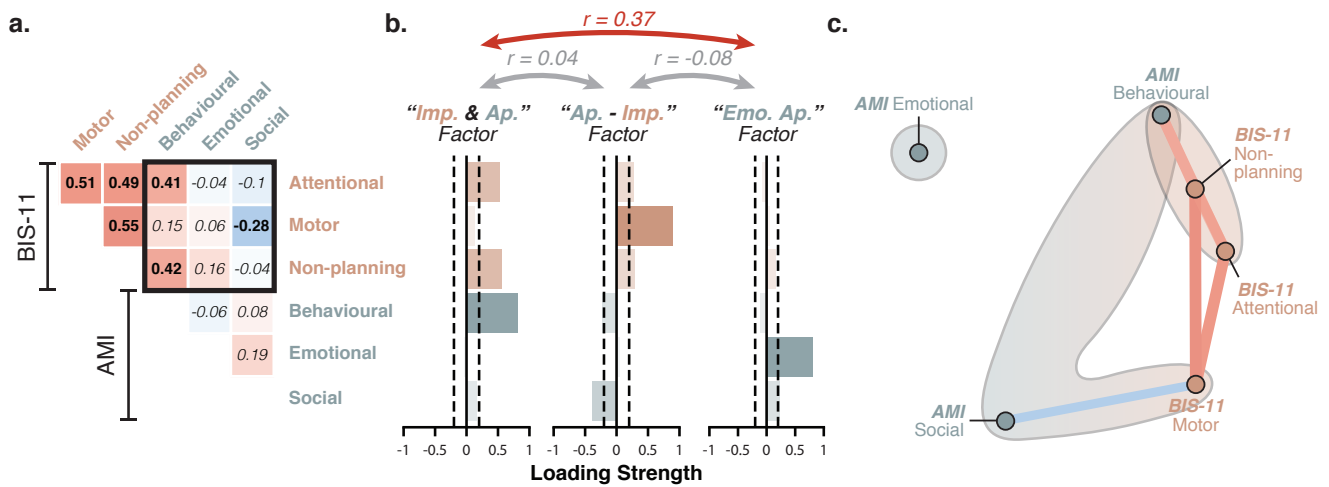 a.
Motor
Non-planning
Behavioural
Emotional
Social
BIS-11
AMI
0.51 0.49 0.41 -0.04 -0.1 Attentional
0.55 0.15 0.06 -0.28 Motor
0.42 0.16 -0.04 Non-planning
-0.06 0.08 Behavioural
0.19 Emotional
Social
b.
r = 0.37
r = 0.04
r = -0.08
“Imp. & Ap.”
Factor
“Ap. - Imp.”
Factor
“Emo. Ap.”
Factor
-1 -0.5 0 0.5 1
-1 -0.5 0 0.5 1
-1 -0.5 0 0.5 1
Loading Strength
c.
AMI Emotional
AMI
Behavioural
BIS-11
Non-
planning
BIS-11
Attentional
BIS-11
Motor
AMI
Social